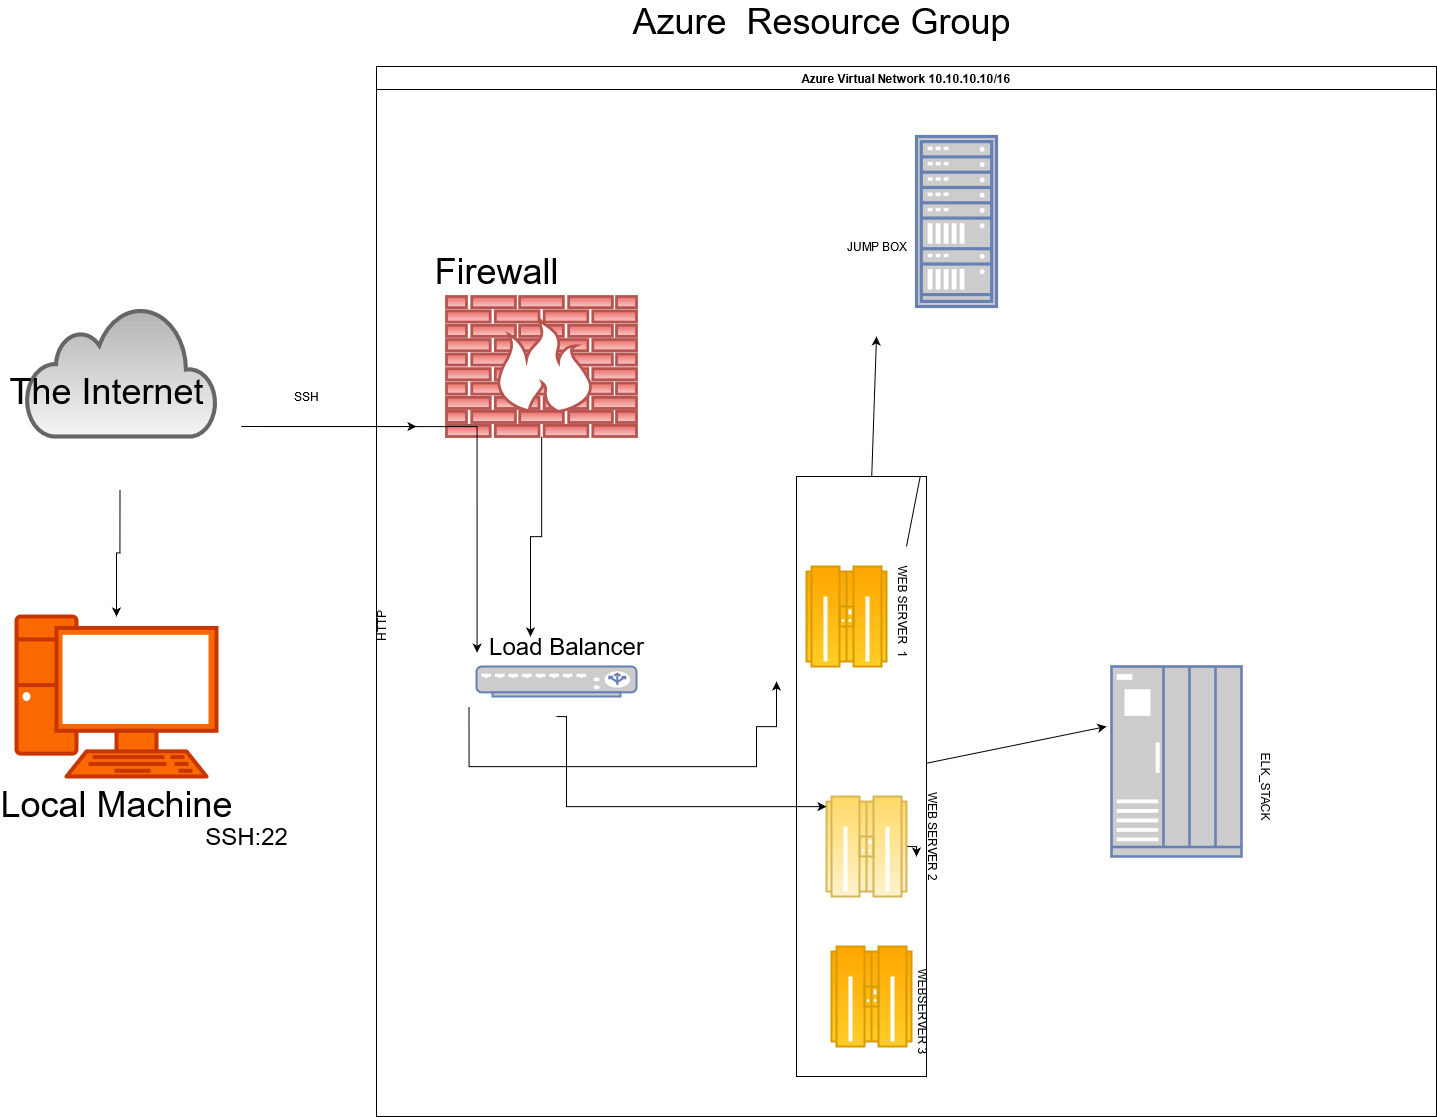 Azure  Resource Group
Azure Virtual Network 10.10.10.10/16
JUMP BOX
Firewall
The Internet
SSH
HTTP
WEB SERVER  1
Load Balancer
ELK_STACK
WEB SERVER 2
Local Machine
SSH:22
WEBSERVER 3